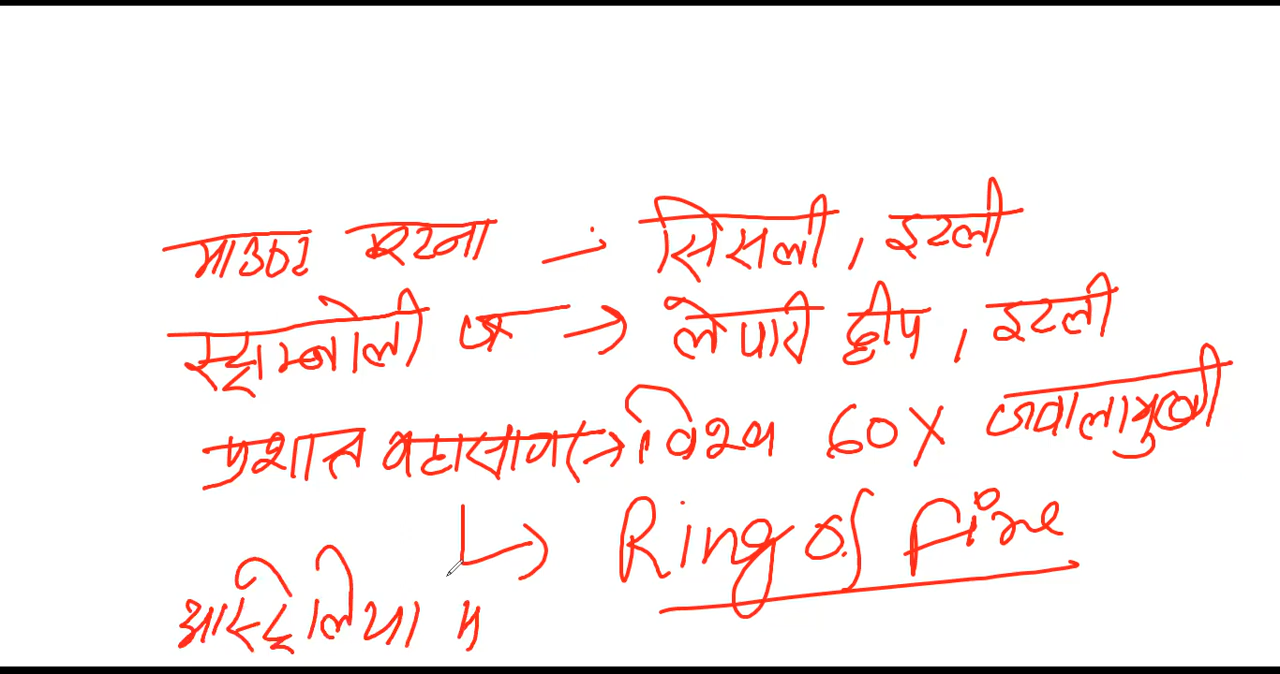 माउण्ट एटना - सिसली, इटली
स्ट्राम्बोली → लेपारी द्वीप, इटली
प्रशान्त महासागर → विश्व 60% ज्वालामुखी
↳ Ring of fire
आस्ट्रेलिया म